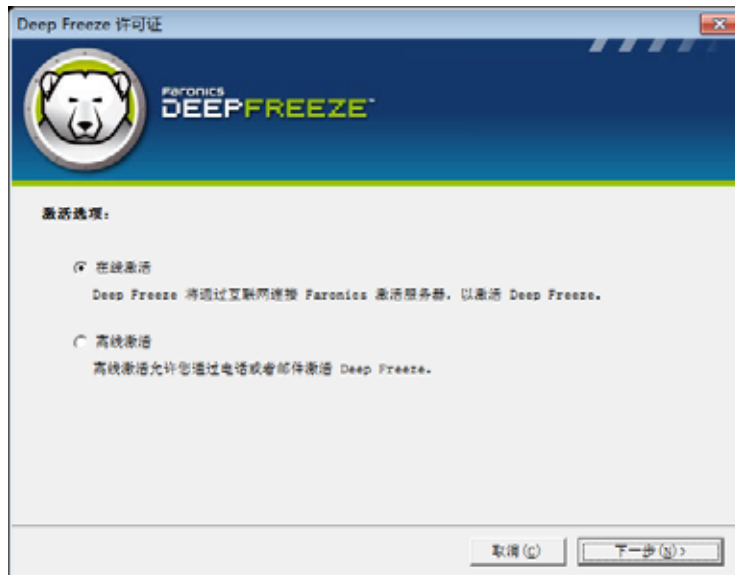 Deep Freeze 许可证
Faronics
DEEPFREEZE™
激活选项：
在线激活
Deep Freeze 将通过互联网连接 Faronics 激活服务器，以激活 Deep Freeze。
离线激活
离线激活允许您通过电话或者邮件激活 Deep Freeze。
取消(C)
下一步(N)>